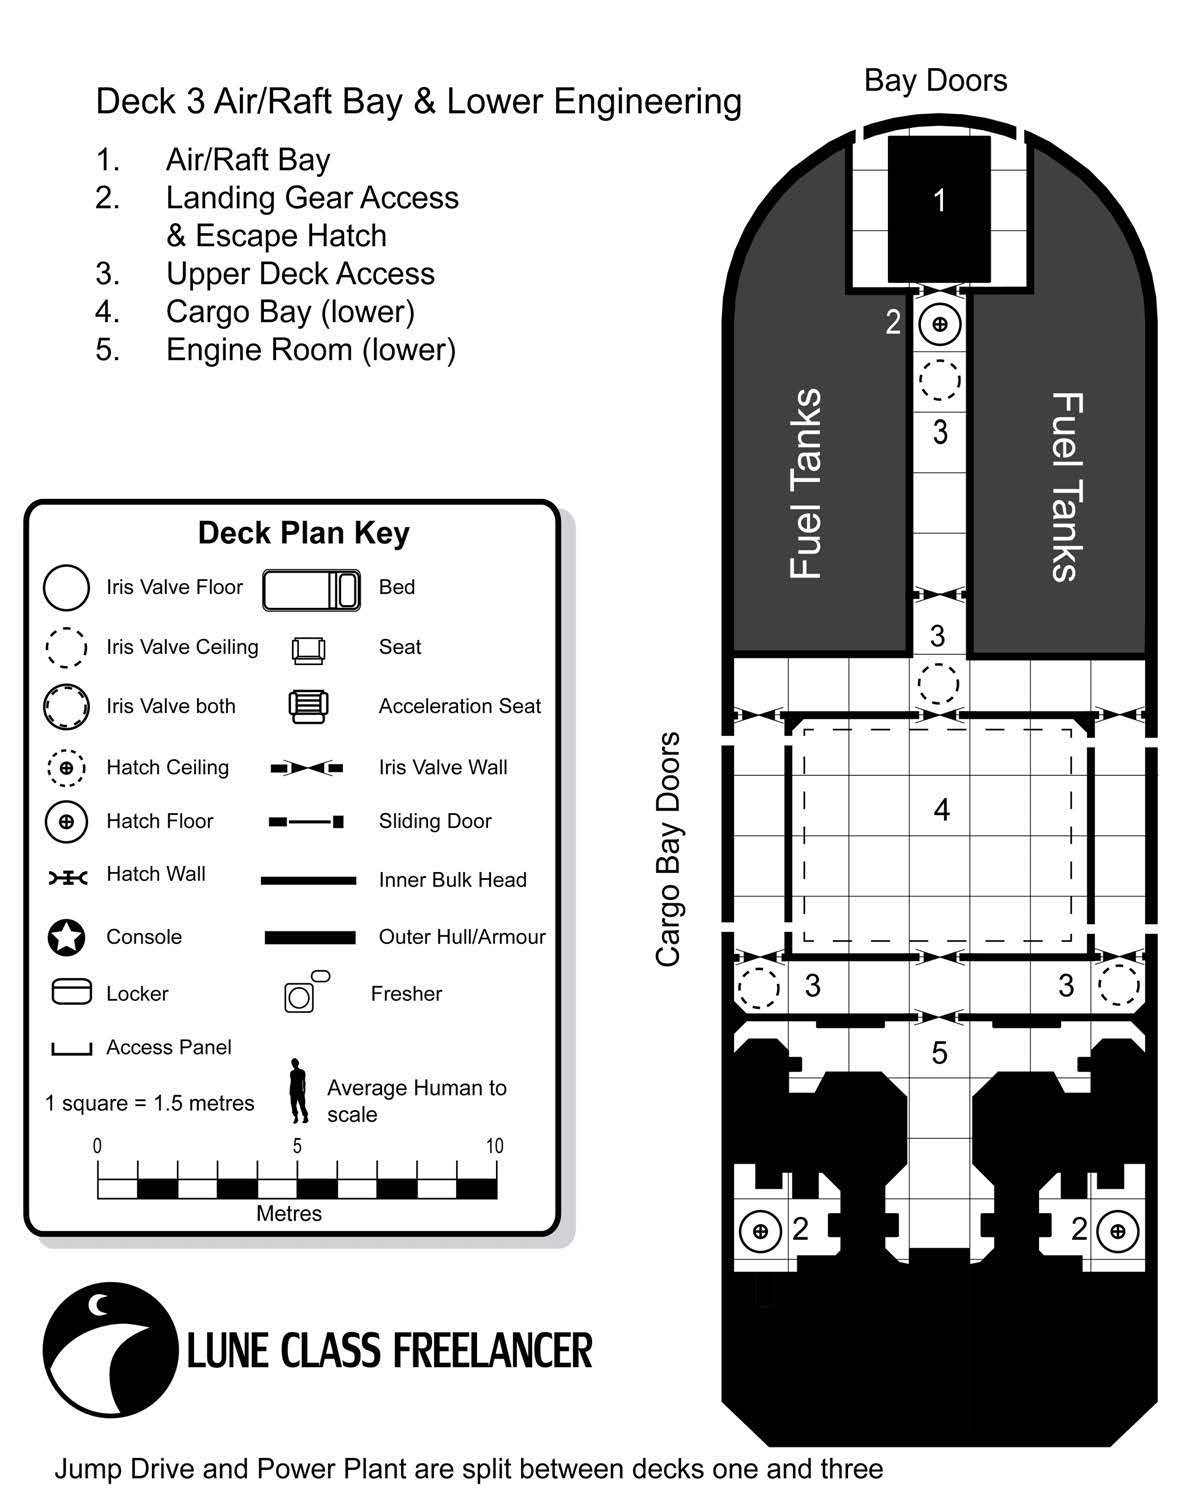 Bay Doors
Deck 3 Air/Raft Bay & Lower Engineering
1. Air/Raft Bay
2. Landing Gear Access
& Escape Hatch
3. Upper Deck Access
4. Cargo Bay (lower)
5. Engine Room (lower)
1
2
3
Fuel Tanks
Fuel Tanks
3
Cargo Bay Doors
4
3
3
5
2
2
Deck Plan Key
Iris Valve Floor
Bed
Iris Valve Ceiling
Seat
Iris Valve both
Acceleration Seat
Hatch Ceiling
Iris Valve Wall
Hatch Floor
Sliding Door
Hatch Wall
Inner Bulk Head
Console
Outer Hull/Armour
Locker
Fresher
Access Panel
1 square = 1.5 metres
Average Human to
scale
0 5 10
Metres
LUNE CLASS FREELANCER
Jump Drive and Power Plant are split between decks one and three